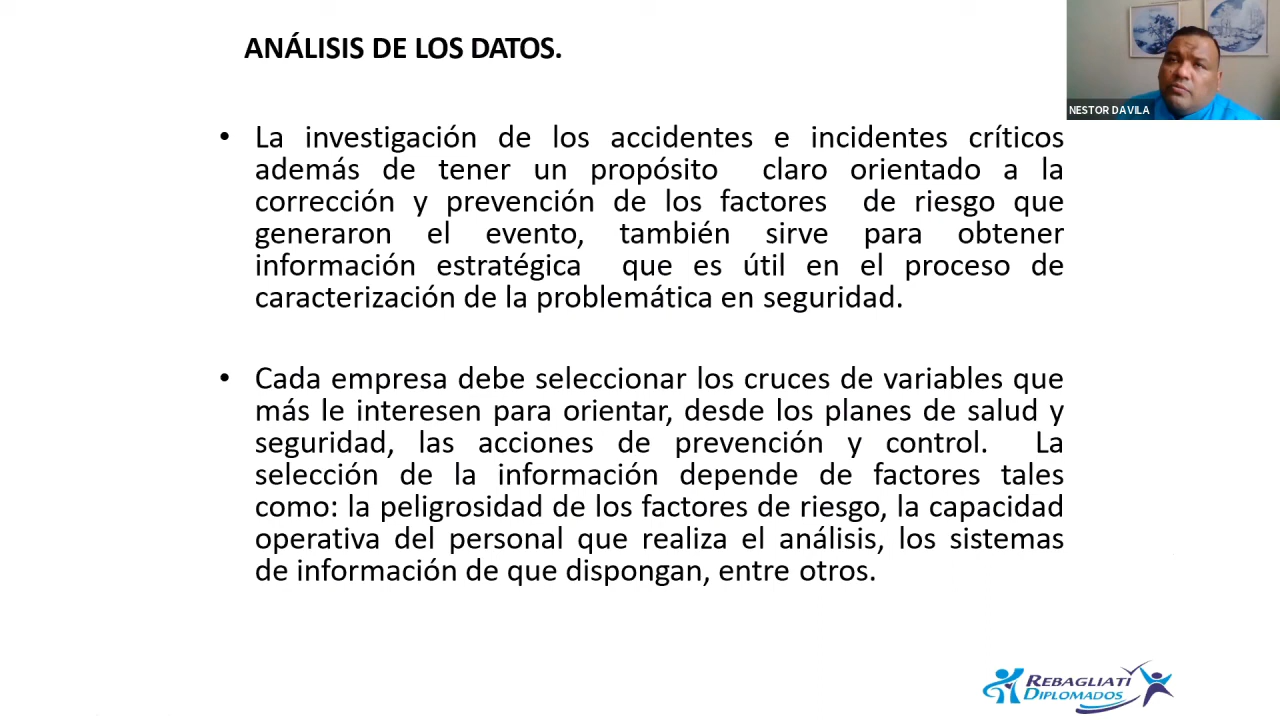 ANÁLISIS DE LOS DATOS.
NESTOR DAVILA
• La investigación de los accidentes e incidentes críticos
además de tener un propósito claro orientado a la
corrección y prevención de los factores de riesgo que
generaron el evento, también sirve para obtener
información estratégica que es útil en el proceso de
caracterización de la problemática en seguridad.
• Cada empresa debe seleccionar los cruces de variables que
más le interesen para orientar, desde los planes de salud y
seguridad, las acciones de prevención y control. La
selección de la información depende de factores tales
como: la peligrosidad de los factores de riesgo, la capacidad
operativa del personal que realiza el análisis, los sistemas
de información de que dispongan, entre otros.
REBAGLIATI
DIPLOMADOS